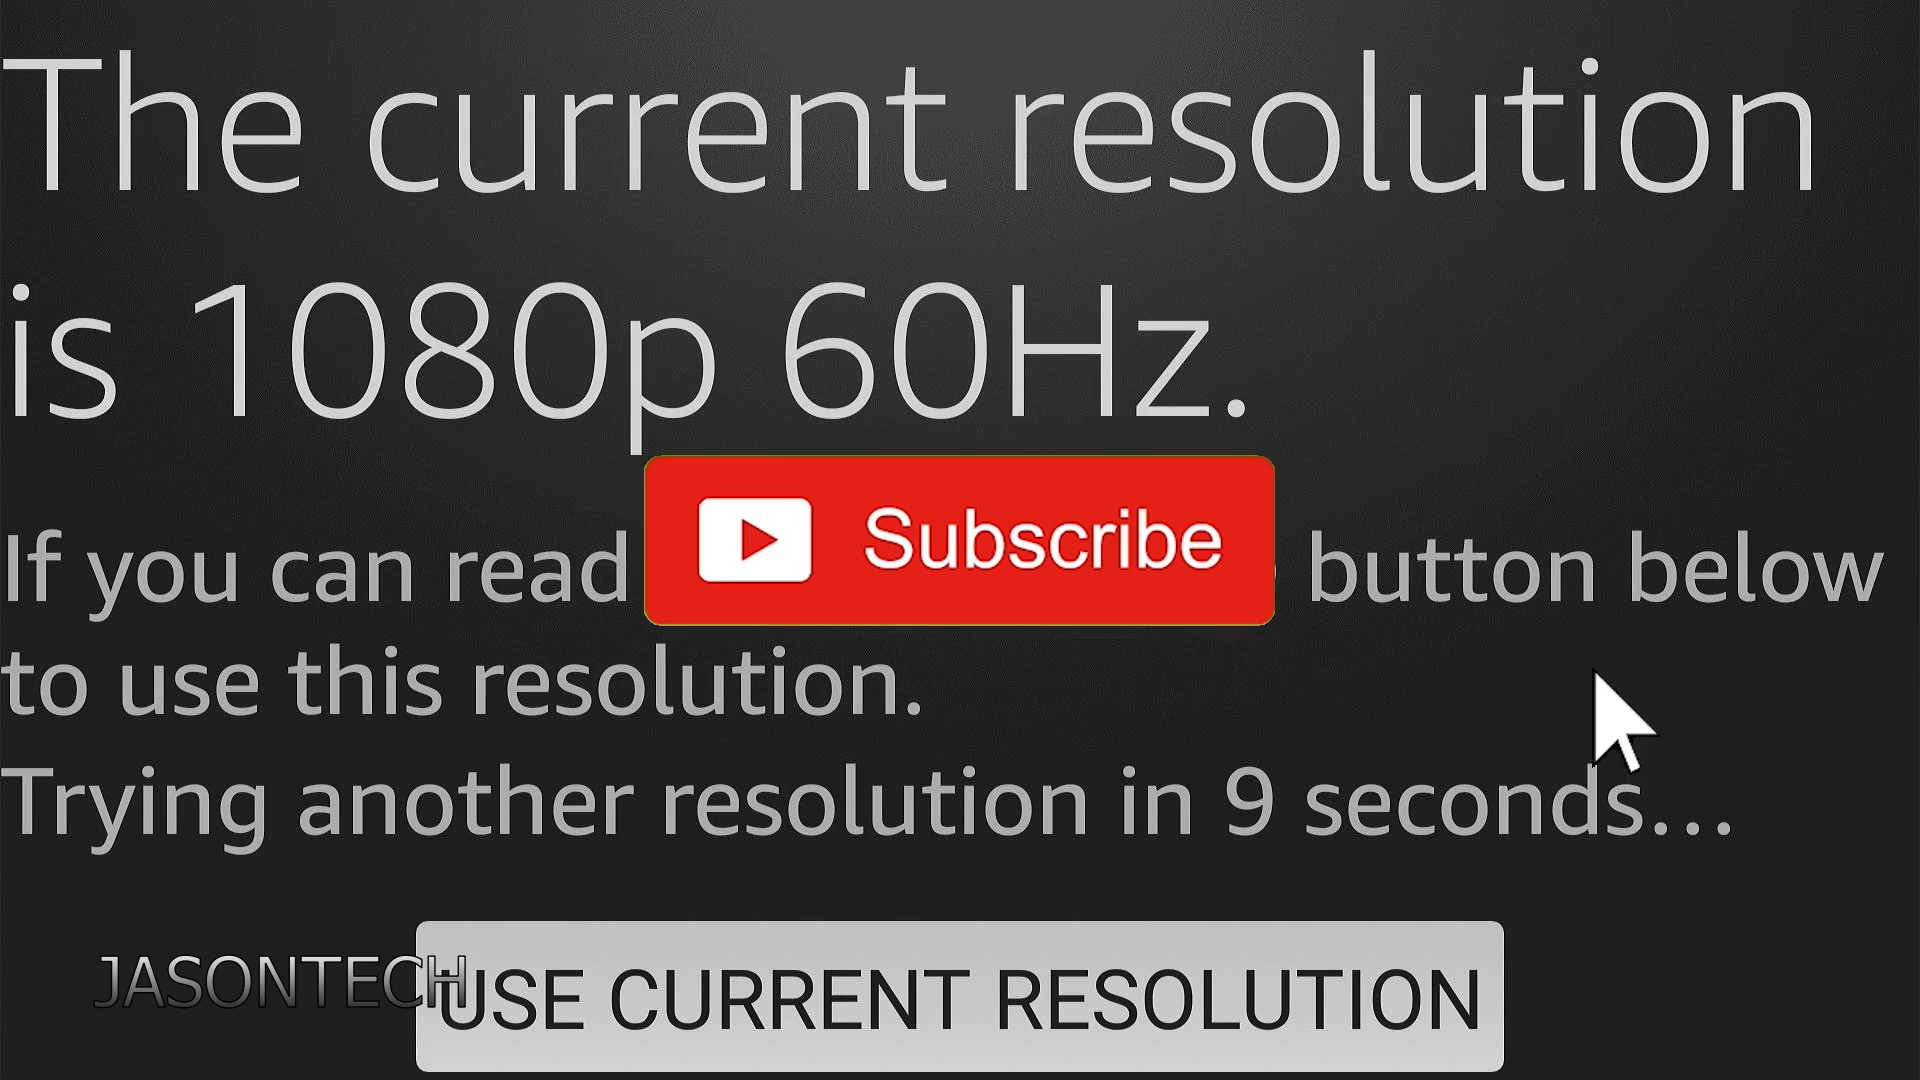 The current resolution
is 1080p 60Hz.
Subscribe
If you can read button below
to use this resolution.
Trying another resolution in 9 seconds...
JASONTECH
USE CURRENT RESOLUTION